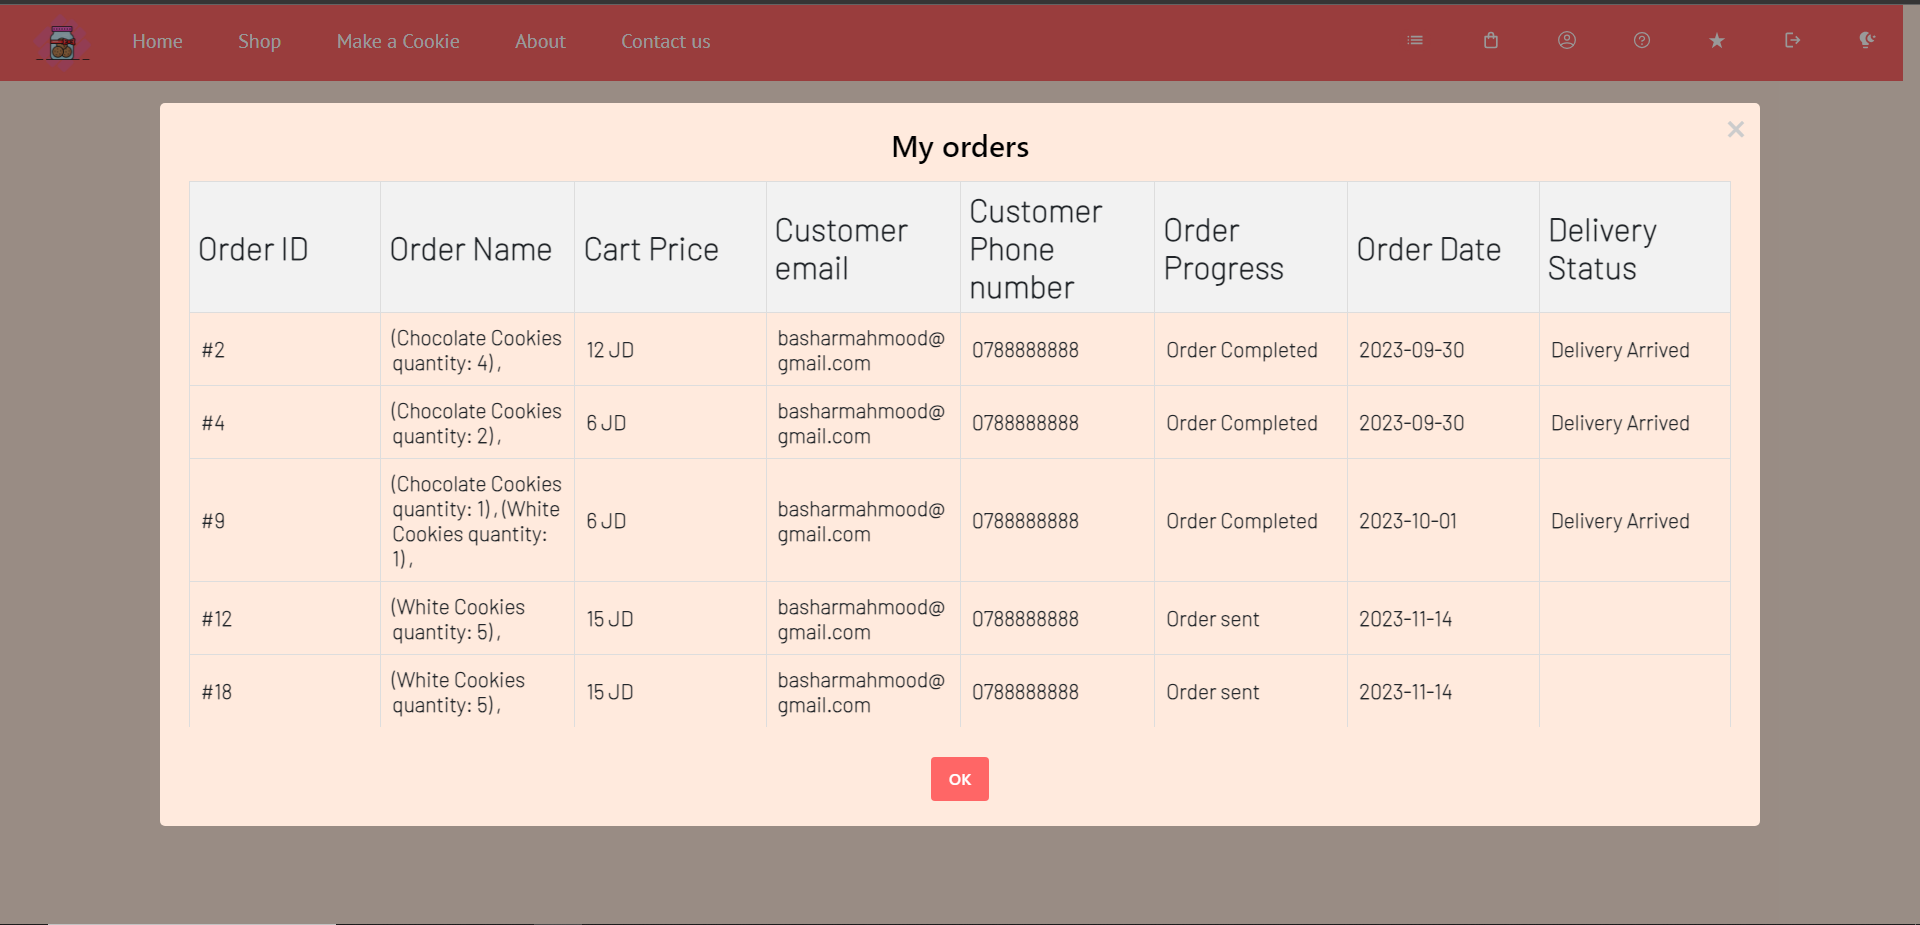 Home Shop Make a Cookie About Contact us
My orders
×
Order ID
Order Name
Cart Price
Customer
email
Customer
Phone
number
Order
Progress
Order Date
Delivery
Status
#2
(Chocolate Cookies
quantity: 4) ,
12 JD
basharmahmood@
gmail.com
0788888888
Order Completed
2023-09-30
Delivery Arrived
#4
(Chocolate Cookies
quantity: 2) ,
6 JD
basharmahmood@
gmail.com
0788888888
Order Completed
2023-09-30
Delivery Arrived
#9
(Chocolate Cookies
quantity: 1) , (White
Cookies quantity:
1) ,
6 JD
basharmahmood@
gmail.com
0788888888
Order Completed
2023-10-01
Delivery Arrived
#12
(White Cookies
quantity: 5) ,
15 JD
basharmahmood@
gmail.com
0788888888
Order sent
2023-11-14
#18
(White Cookies
quantity: 5) ,
15 JD
basharmahmood@
gmail.com
0788888888
Order sent
2023-11-14
OK